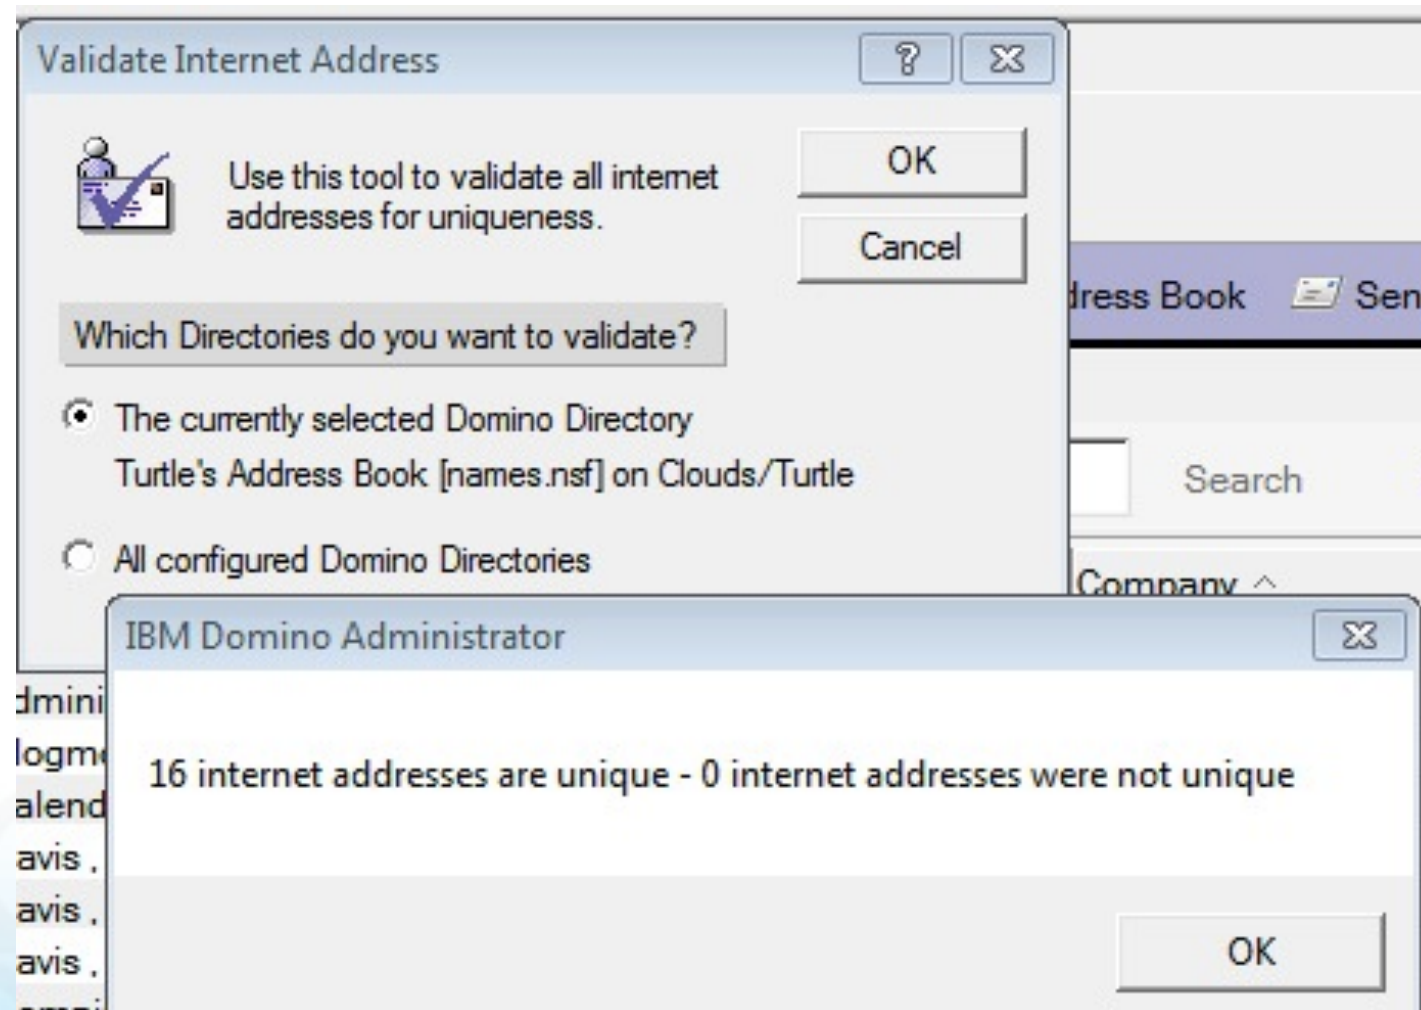 Validate Internet Address
Use this tool to validate all internet
addresses for uniqueness.
OK
Cancel
Which Directories do you want to validate?
The currently selected Domino Directory
Turtle's Address Book [names.nsf] on Clouds/Turtle
All configured Domino Directories
dress Book Sen
Search
Company
IBM Domino Administrator
16 internet addresses are unique - 0 internet addresses were not unique
OK
dmini
logm
alend
avis ,
avis ,
avis ,